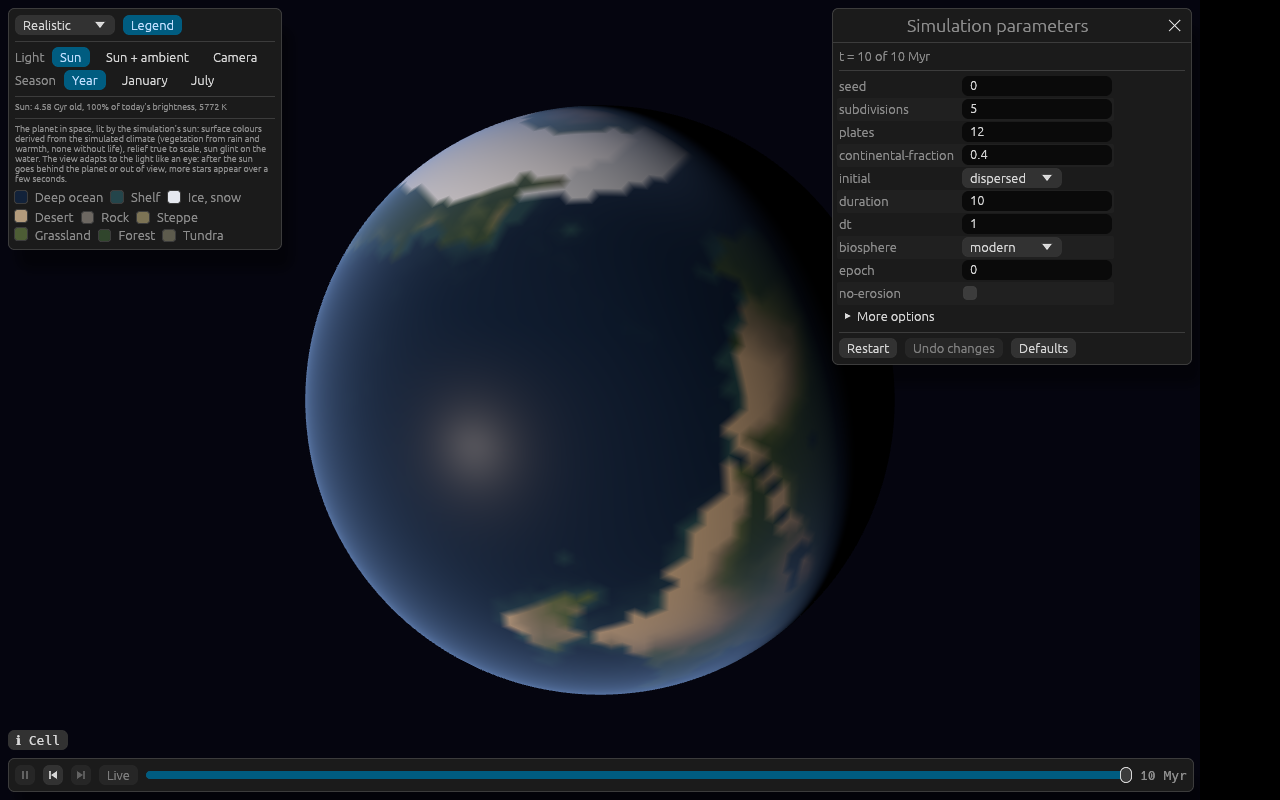 Realistic Legend
Light Sun Sun + ambient Camera
Season Year January July
Sun: 4.58 Gyr old, 100% of today's brightness, 5772 K
The planet in space, lit by the simulation's sun: surface colours
derived from the simulated climate (vegetation from rain and
warmth, none without life), relief true to scale, sun glint on the
water. The view adapts to the light like an eye: after the sun
goes behind the planet or out of view, more stars appear over a
few seconds.
Deep ocean Shelf Ice, snow
Desert Rock Steppe
Grassland Forest Tundra
Simulation parameters
t = 10 of 10 Myr
seed 0
subdivisions 5
plates 12
continental-fraction 0.4
initial dispersed
duration 10
dt 1
biosphere modern
epoch 0
no-erosion
More options
Restart Undo changes Defaults
i Cell
Live 10 Myr